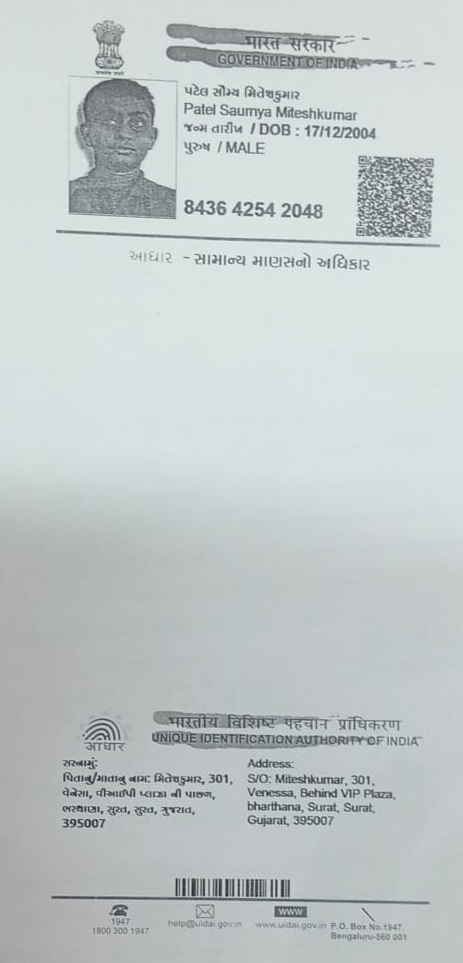 भारत सरकार
GOVERNMENT OF INDIA
પટેલ સૌમ્ય મિતેશકુમાર
Patel Saumya Miteshkumar
જન્મ તારીખ / DOB : 17/12/2004
પુરુષ / MALE
8436 4254 2048
આધાર - સામાન્ય માણસનો અધિકાર
भारतीय विशिष्ट पहचान प्राधिकरण
UNIQUE IDENTIFICATION AUTHORITY OF INDIA
आधार
સરનામું:
પિતાનું/માતાનું નામ: મિતેશકુમાર, 301,
વેનેસા, વીઆઈપી પ્લાઝા ની પાછળ,
ભરથાણા, સુરત, સુરત, ગુજરાત,
395007
Address:
S/O: Miteshkumar, 301,
Venessa, Behind VIP Plaza,
bharthana, Surat, Surat,
Gujarat, 395007
1947
1800 300 1947
help@uidai.gov.in
www
www.uidai.gov.in
P.O. Box No.1947,
Bengaluru-560 001